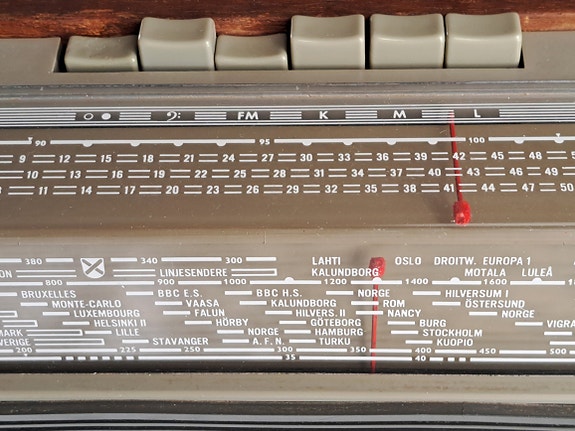 FM K M L
90 95 100
9 12 15 18 21 24 27 30 33 36 39 42 45 48
10 13 16 19 22 25 28 31 34 37 40 43 46 49
11 14 17 20 23 26 29 32 35 38 41 44 47 50
380 340 300 LAHTI OSLO DROITW. EUROPA 1
LINJESENDERE KALUNDBORG MOTALA LULEÅ
800 900 1000 1200 1400 1600
BRUXELLES BBC E.S. BBC H.S. NORGE HILVERSUM I
MONTE-CARLO VAASA KALUNDBORG ROM ÖSTERSUND
LUXEMBOURG FALUN HILVERS. II NANCY NORGE
HELSINKI II HÖRBY GÖTEBORG BURG
LILLE NORGE HAMBURG STOCKHOLM
STAVANGER A.F.N. TURKU KUOPIO
200 225 250 300 350 400 450 500
35 40